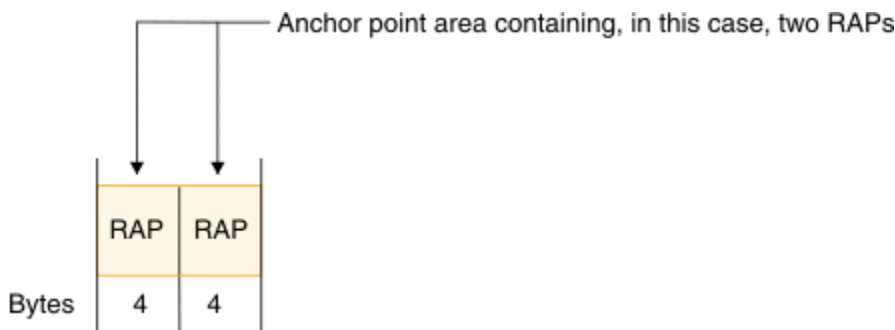 Anchor point area containing, in this case, two RAPs
RAP RAP
Bytes 4 4